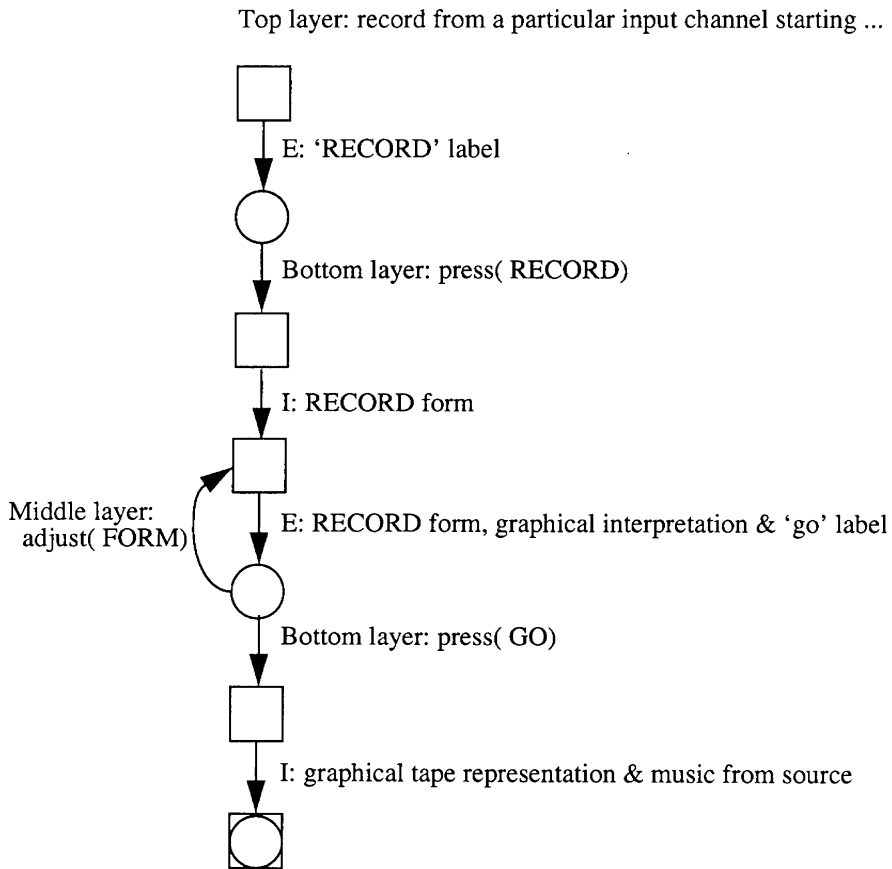 Top layer: record from a particular input channel starting ...
E: ‘RECORD’ label
Bottom layer: press( RECORD)
I: RECORD form
Middle layer:
adjust( FORM)
E: RECORD form, graphical interpretation & ‘go’ label
Bottom layer: press( GO)
I: graphical tape representation & music from source